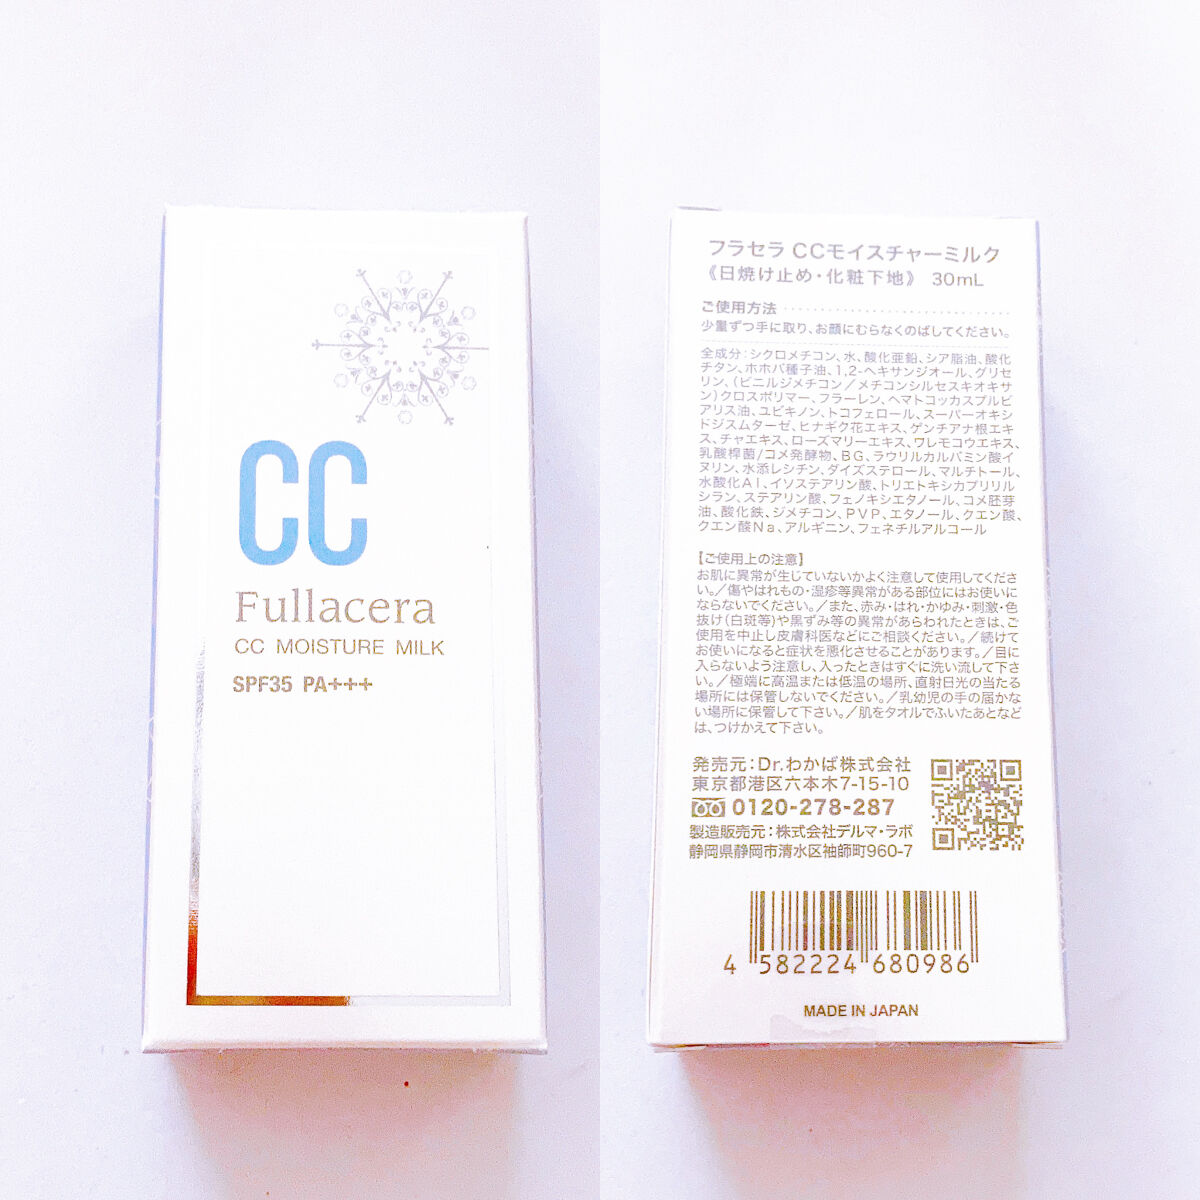 CC
Fullacera
CC MOISTURE MILK
SPF35 PA+++
フラセラ CCモイスチャーミルク
《日焼け止め・化粧下地》 30mL
ご使用方法
少量ずつ手に取り、お顔にむらなくのばしてください。
全成分：シクロメチコン、水、酸化亜鉛、シア脂油、酸化
チタン、ホホバ種子油、1,2-ヘキサンジオール、グリセ
リン、（ビニルジメチコン／メチコンシルセスキオキサ
ン）クロスポリマー、フラーレン、ヘマトコッカスプルビ
アリス油、ユビキノン、トコフェロール、スーパーオキシ
ドジスムターゼ、ヒナギク花エキス、ゲンチアナ根エキ
ス、チャエキス、ローズマリーエキス、ワレモコウエキス、
乳酸桿菌/コメ発酵物、BG、ラウリルカルバミン酸イ
ヌリン、水添レシチン、ダイズステロール、マルチトール、
水酸化Al、イソステアリン酸、トリエトキシカプリリル
シラン、ステアリン酸、フェノキシエタノール、コメ胚芽
油、酸化鉄、ジメチコン、PVP、エタノール、クエン酸、
クエン酸Na、アルギニン、フェネチルアルコール
【ご使用上の注意】
お肌に異常が生じていないかよく注意して使用してくださ
い。／傷やはれもの・湿疹等異常がある部位にはお使いに
ならないでください。／また、赤み・はれ・かゆみ・刺激・色
抜け(白斑等)や黒ずみ等の異常があらわれたときは、ご
使用を中止し皮膚科医などにご相談ください。／続けて
お使いになると症状を悪化させることがあります。／目に
入らないよう注意し、入ったときはすぐに洗い流して下さ
い。／極端に高温または低温の場所、直射日光の当たる
場所には保管しないでください。／乳幼児の手の届かな
い場所に保管して下さい。／肌をタオルでふいたあとなど
は、つけかえて下さい。
発売元：Dr.わかば株式会社
東京都港区六本木7-15-10
0120-278-287
製造販売元：株式会社デルマ・ラボ
静岡県静岡市清水区袖師町960-7
4 582224 680986
MADE IN JAPAN